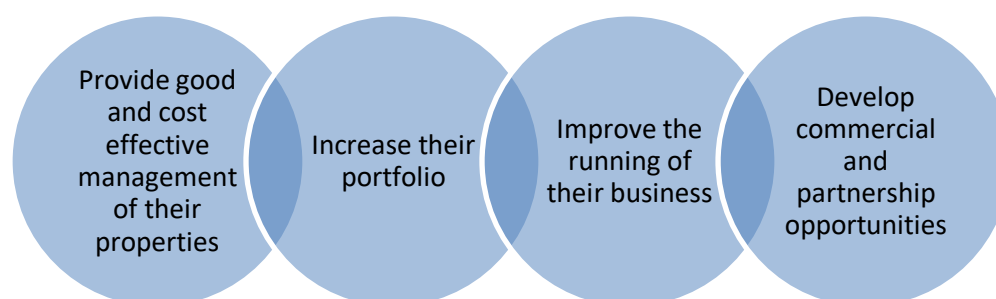 Provide good
and cost
effective
management
of their
properties
Increase their
portfolio
Improve the
running of
their business
Develop
commercial
and
partnership
opportunities